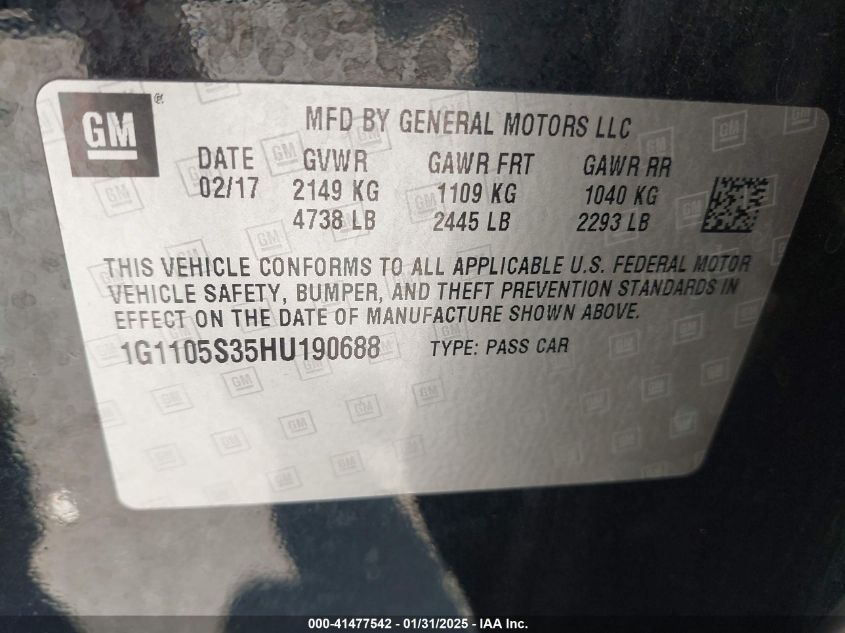 GM
MFD BY GENERAL MOTORS LLC
DATE GVWR GAWR FRT GAWR RR
02/17 2149 KG 1109 KG 1040 KG
4738 LB 2445 LB 2293 LB
THIS VEHICLE CONFORMS TO ALL APPLICABLE U.S. FEDERAL MOTOR
VEHICLE SAFETY, BUMPER, AND THEFT PREVENTION STANDARDS IN
EFFECT ON THE DATE OF MANUFACTURE SHOWN ABOVE.
1G1105S35HU190688 TYPE: PASS CAR
000-41477542 - 01/31/2025 - IAA Inc.